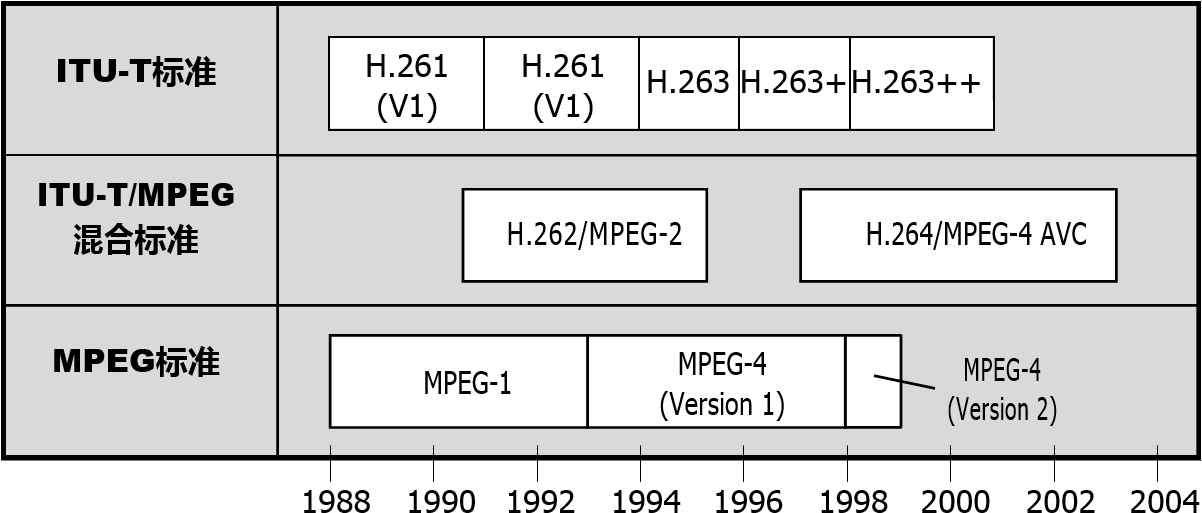 ITU-T标准
H.261
(V1)
H.261
(V1)
H.263
H.263+
H.263++
ITU-T/MPEG
混合标准
H.262/MPEG-2
H.264/MPEG-4 AVC
MPEG标准
MPEG-1
MPEG-4
(Version 1)
MPEG-4
(Version 2)
1988 1990 1992 1994 1996 1998 2000 2002 2004